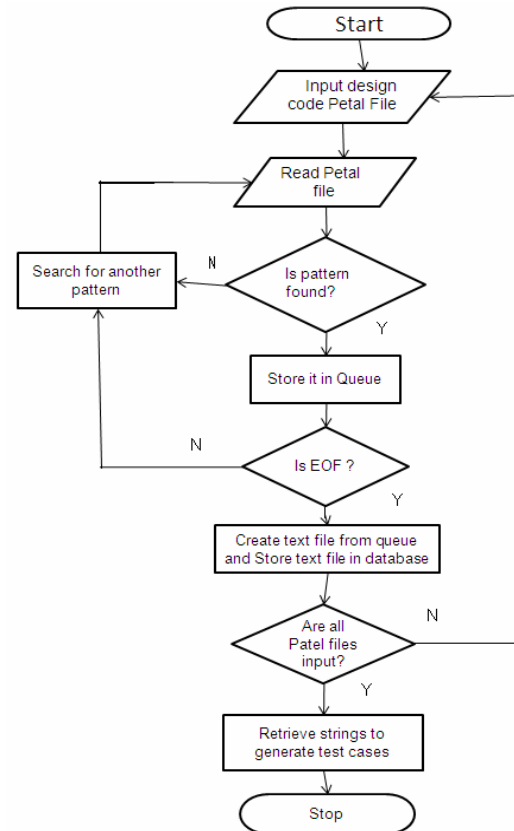 Start
Input design
code Petal File
Read Petal
file
Is pattern
found?
N
Search for another
pattern
Y
Store it in Queue
N
Is EOF ?
Y
Create text file from queue
and Store text file in database
Are all
Patel files
input?
N
Y
Retrieve strings to
generate test cases
Stop